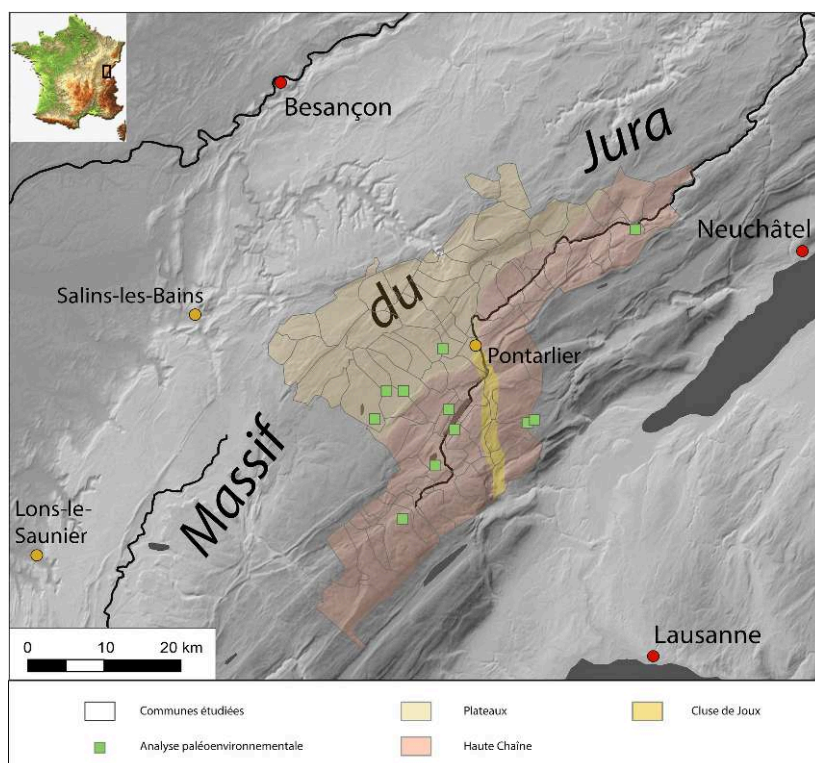 Besançon
Jura
Neuchâtel
Salins-les-Bains
du
Pontarlier
Massif
Lons-le-
Saunier
0 10 20 km
Lausanne
Communes étudiées
Plateaux
Cluse de Joux
Analyse paléoenvironnementale
Haute Chaîne